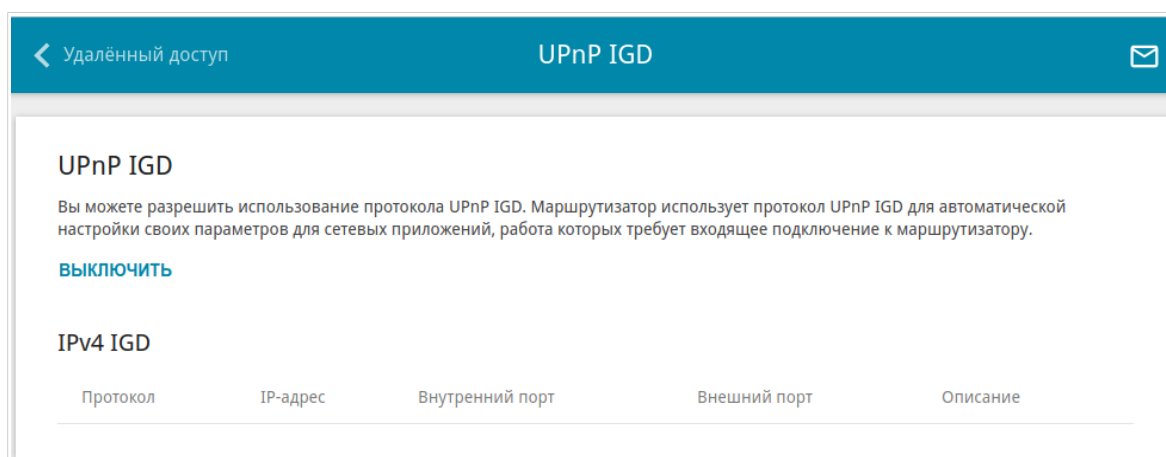 Удалённый доступ UPnP IGD
UPnP IGD
Вы можете разрешить использование протокола UPnP IGD. Маршрутизатор использует протокол UPnP IGD для автоматической
настройки своих параметров для сетевых приложений, работа которых требует входящее подключение к маршрутизатору.
ВЫКЛЮЧИТЬ
IPv4 IGD
Протокол IP-адрес Внутренний порт Внешний порт Описание